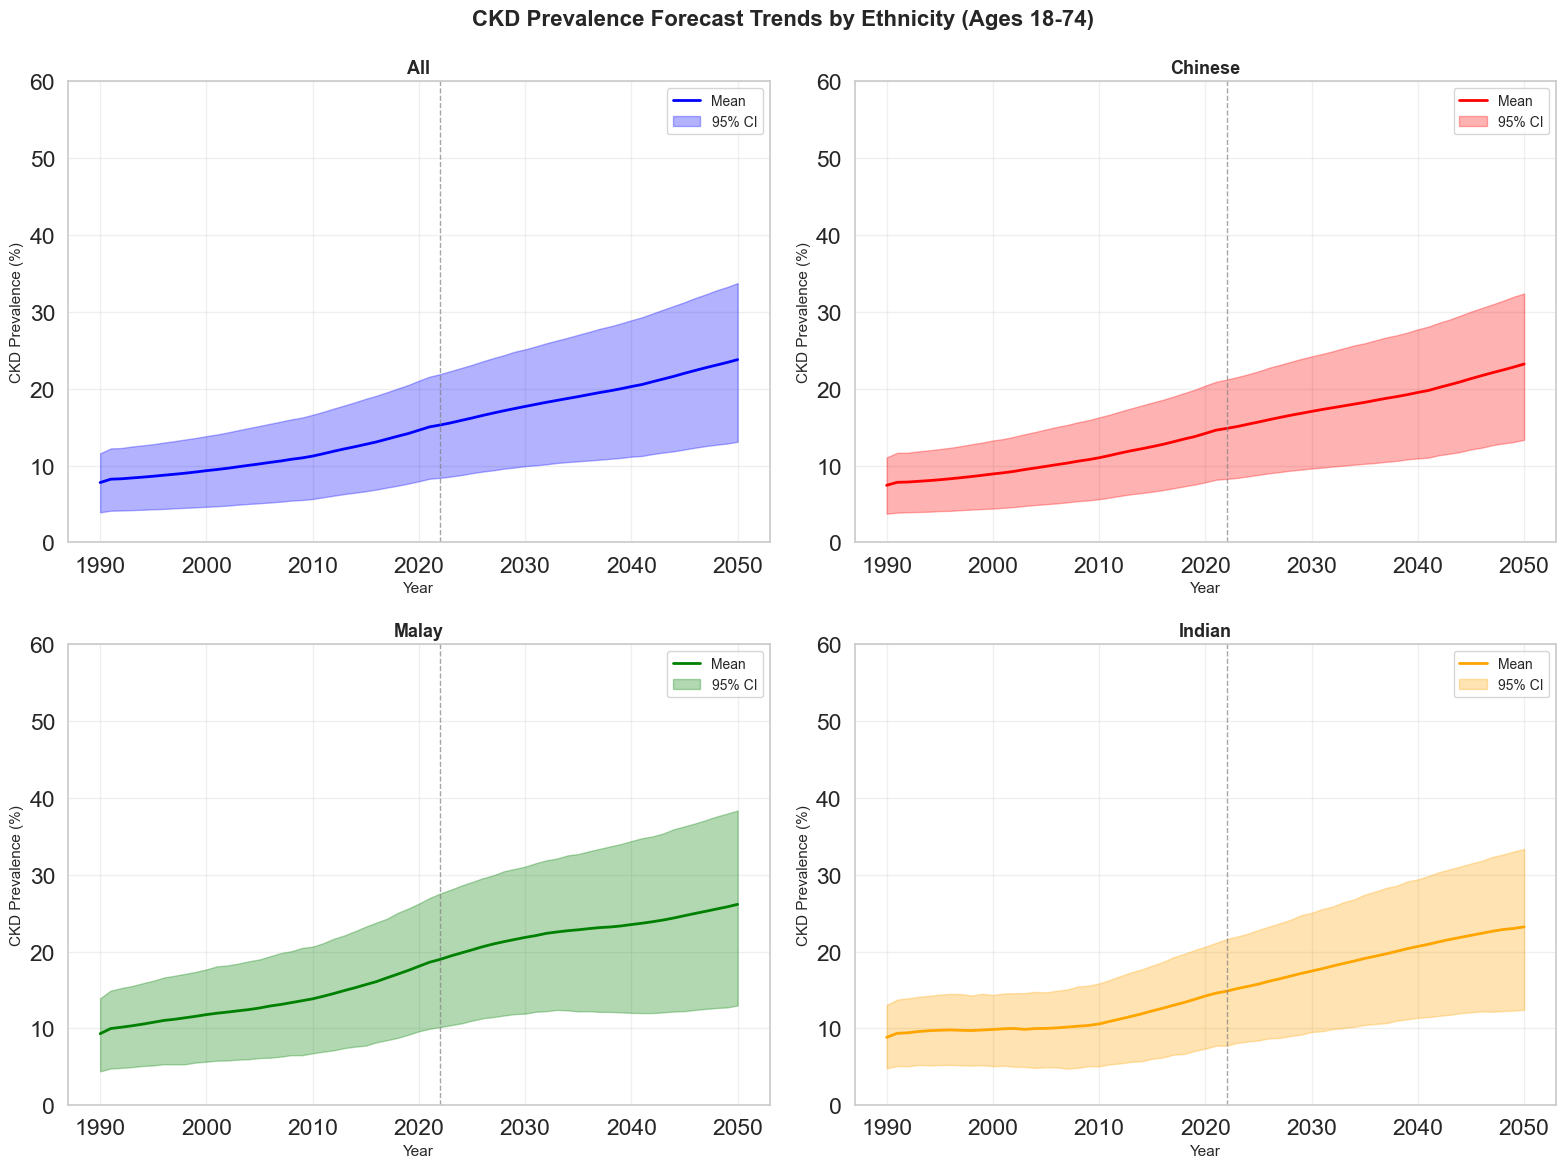 CKD Prevalence Forecast Trends by Ethnicity (Ages 18-74)
All
60
50
40
30
20
10
0
CKD Prevalence (%)
Mean
95% CI
1990 2000 2010 2020 2030 2040 2050
Year
Chinese
60
50
40
30
20
10
0
CKD Prevalence (%)
Mean
95% CI
1990 2000 2010 2020 2030 2040 2050
Year
Malay
60
50
40
30
20
10
0
CKD Prevalence (%)
Mean
95% CI
1990 2000 2010 2020 2030 2040 2050
Year
Indian
60
50
40
30
20
10
0
CKD Prevalence (%)
Mean
95% CI
1990 2000 2010 2020 2030 2040 2050
Year